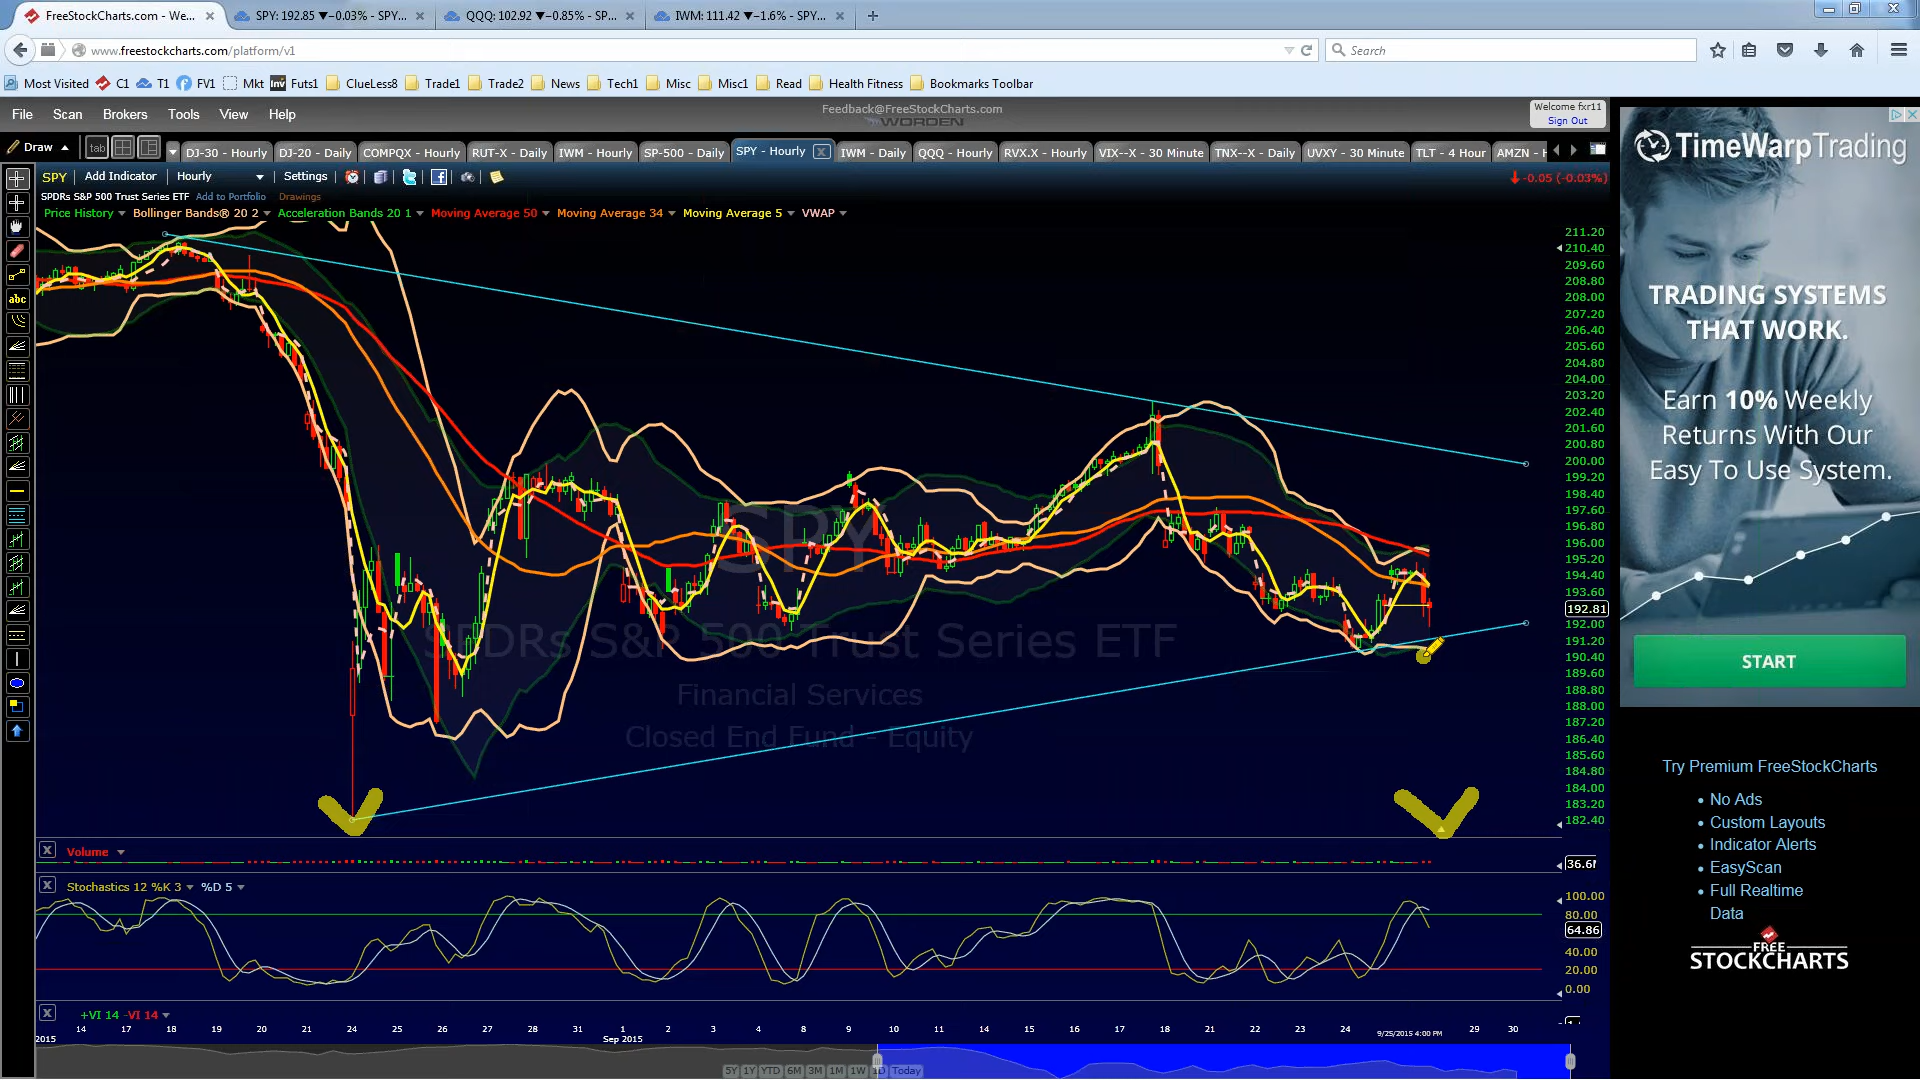 FreeStockCharts.com - We... × SPY: 192.85 ▼−0.03% - SPY... × QQQ: 102.92 ▼−0.85% - SP... × IWM: 111.42 ▼−1.6% - SPY... × +
www.freestockcharts.com/platform/v1 Search
Most Visited C1 T1 FV1 Mkt Inv Futs1 ClueLess8 Trade1 Trade2 News Tech1 Misc Misc1 Read Health Fitness Bookmarks Toolbar
File Scan Brokers Tools View Help
Feedback@FreeStockCharts.com
WORDEN
Welcome fxr11
Sign Out
Draw tab DJ-30 - Hourly DJ-20 - Daily COMPQX - Hourly RUT-X - Daily IWM - Hourly SP-500 - Daily SPY - Hourly X IWM - Daily QQQ - Hourly RVX.X - Hourly VIX--X - 30 Minute TNX--X - Daily UVXY - 30 Minute TLT - 4 Hour AMZN - H
SPY Add Indicator Hourly Settings -0.05 (-0.03%)
SPDRs S&P 500 Trust Series ETF Add to Portfolio Drawings
Price History Bollinger Bands® 20 2 Acceleration Bands 20 1 Moving Average 50 Moving Average 34 Moving Average 5 VWAP
abc
211.20
210.40
209.60
208.80
208.00
207.20
206.40
205.60
204.80
204.00
203.20
202.40
201.60
200.80
200.00
199.20
198.40
197.60
196.80
196.00
195.20
194.40
193.60
192.81
192.00
191.20
190.40
189.60
188.80
188.00
187.20
186.40
185.60
184.80
184.00
183.20
182.40
SPY
SPDRs S&P 500 Trust Series ETF
Financial Services
Closed End Fund - Equity
X Volume
X Stochastics 12 %K 3 %D 5
100.00
80.00
64.86
40.00
20.00
0.00
X +VI 14 -VI 14
14 17 18 19 20 21 24 25 26 27 28 31 1 2 3 4 8 9 10 11 14 15 16 17 18 21 22 23 24 9/25/2015 4:00 PM 29 30
2015 Sep 2015
5Y 1Y YTD 6M 3M 1M 1W 1D Today
TimeWarpTrading
TRADING SYSTEMS
THAT WORK.
Earn 10% Weekly
Returns With Our
Easy To Use System.
START
Try Premium FreeStockCharts
• No Ads
• Custom Layouts
• Indicator Alerts
• EasyScan
• Full Realtime
Data
FREE
STOCKCHARTS